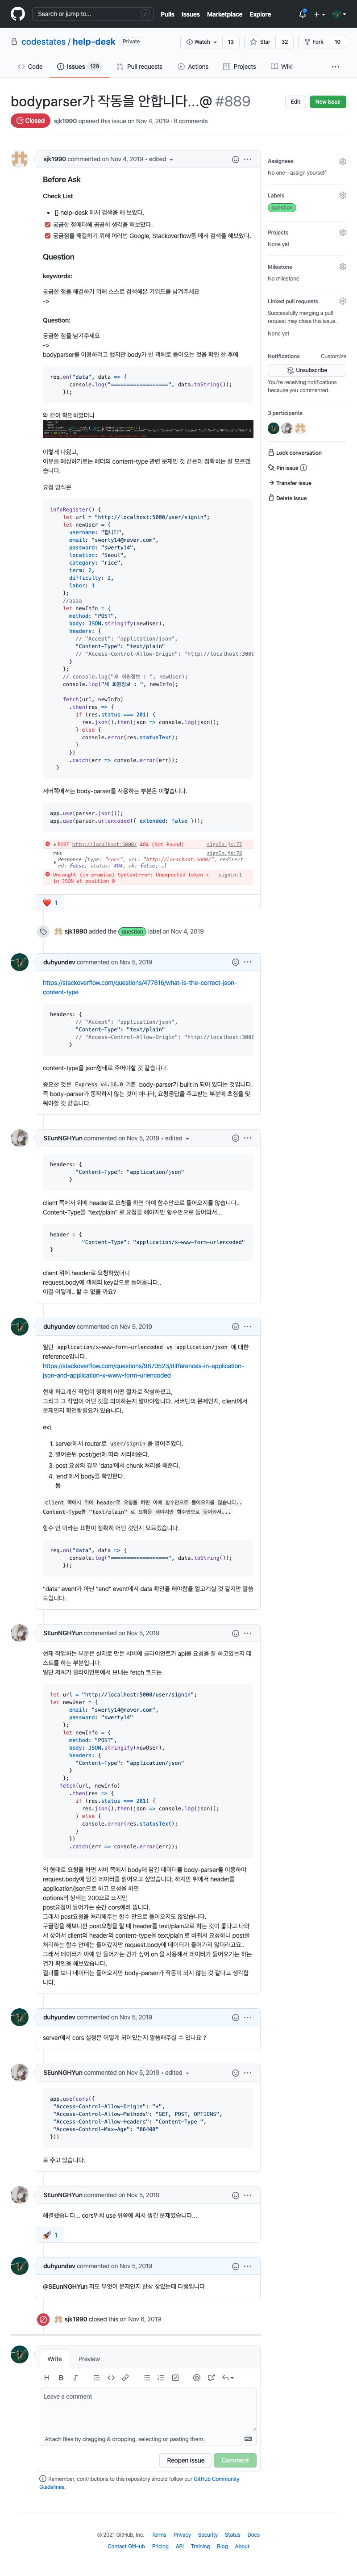 Search or jump to... /
Pulls Issues Marketplace Explore
codestates / help-desk Private
Watch 13 Star 32 Fork 10
Code Issues 129 Pull requests Actions Projects Wiki ...
bodyparser가 작동을 안합니다...@ #889
Edit New issue
Closed sjk1990 opened this issue on Nov 4, 2019 · 8 comments
sjk1990 commented on Nov 4, 2019 • edited
Before Ask
Check List
• [] help-desk 에서 검색을 해 보았다.
궁금한 점에대해 곰곰히 생각을 해보았다.
궁금점을 해결하기 위해 여러번 Google, Stackoverflow등 에서 검색을 해보았다.
Question
keywords:
궁금한 점을 해결하기 위해 스스로 검색해본 키워드를 남겨주세요
->
Question:
궁금한 점을 남겨주세요
->
bodyparser를 이용하려고 했지만 body가 빈 객체로 들어오는 것을 확인 한 후에
req.on("data", data => {
console.log("==================", data.toString());
});
와 같이 확인하였더니
이렇게 나왔고,
이유를 예상하기로는 헤더의 content-type 관련 문제인 것 같은데 정확히는 잘 모르겠
습니다.
요청 방식은
infoRegister() {
let url = "http://localhost:5000/user/signin";
let newUser = {
username: "합니다",
email: "swerty14@naver.com",
password: "swerty14",
location: "Seoul",
category: "rice",
term: 2,
difficulty: 2,
labor: 1
};
//aaaa
let newInfo = {
method: "POST",
body: JSON.stringify(newUser),
headers: {
// "Accept": "application/json",
"Content-Type": "text/plain"
// "Access-Control-Allow-Origin": "http://localhost:3000
}
};
// console.log("새 회원정보 : ", newUser);
console.log("새 회원정보 : ", newInfo);
fetch(url, newInfo)
.then(res => {
if (res.status === 201) {
res.json().then(json => console.log(json));
} else {
console.error(res.statusText);
}
})
.catch(err => console.error(err));
}
서버쪽에서는 body-parser를 사용하는 부분은 이렇습니다.
app.use(parser.json());
app.use(parser.urlencoded({ extended: false }));
POST http://localhost:5000/ 404 (Not Found) signIn.js:77
res signIn.js:76
Response {type: "cors", url: "http://localhost:5000/", redirect
ed: false, status: 404, ok: false, …}
Uncaught (in promise) SyntaxError: Unexpected token < signIn:1
in JSON at position 0
1
sjk1990 added the question label on Nov 4, 2019
duhyundev commented on Nov 5, 2019
https://stackoverflow.com/questions/477816/what-is-the-correct-json-
content-type
headers: {
// "Accept": "application/json",
"Content-Type": "text/plain"
// "Access-Control-Allow-Origin": "http://localhost:3000
}
content-type을 json형태로 주어야할 것 같습니다.
중요한 것은 Express v4.16.0 기준 body-parser가 built in 되어 있다는 것입니다.
즉 body-parser가 동작하지 않는 것이 아니라, 요청응답을 주고받는 부분에 초점을 맞
춰야할 것 같습니다.
SEunNGHYun commented on Nov 5, 2019 • edited
headers: {
"Content-Type": "application/json"
}
client 쪽에서 위에 header로 요청을 하면 아예 함수안으로 들어오지를 않습니다..
Content-Type를 "text/plain" 로 요청을 해야지만 함수안으로 들어와서...
header : {
"Content-Type": "application/x-www-form-urlencoded"
}
client 위에 header로 요청하였더니
request.body에 객체의 key값으로 들어옵니다..
이걸 어떻게.. 할 수 없을 까요?
duhyundev commented on Nov 5, 2019
일단 application/x-www-form-urlencoded vs application/json 에 대한
reference입니다.
https://stackoverflow.com/questions/9870523/differences-in-application-
json-and-application-x-www-form-urlencoded
현재 하고계신 작업이 정확히 어떤 절차로 작성하셨고,
그리고 그 작업이 어떤 것을 의미하는지 알아야합니다. 서버단의 문제인지, client에서
문제인지 확인할필요가 있습니다.
ex)
1. server에서 router로 user/signin 을 열어주었다.
2. 열어준뒤 post/get에 따라 처리해준다.
3. post 요청의 경우 'data'에서 chunk 처리를 해준다.
4. 'end'에서 body를 확인한다.
등
client 쪽에서 위에 header로 요청을 하면 아예 함수안으로 들어오지를 않습니다..
Content-Type를 "text/plain" 로 요청을 해야지만 함수안으로 들어와서...
함수 안 이라는 표현이 정확히 어떤 것인지 모르겠습니다.
req.on("data", data => {
console.log("==================", data.toString());
});
"data" event가 아닌 "end" event에서 data 확인을 해야함을 알고계실 것 같지만 말씀
드립니다.
SEunNGHYun commented on Nov 5, 2019
현재 작업하는 부분은 실제로 만든 서버에 클라이언트가 api를 요청을 잘 하고있는지 테
스트를 하는 부분입니다.
일단 저희가 클라이언트에서 보내는 fetch 코드는
let url = "http://localhost:5000/user/signin";
let newUser = {
email: "swerty14@naver.com",
password: "swerty14"
};
let newInfo = {
method: "POST",
body: JSON.stringify(newUser),
headers: {
"Content-Type": "application/json"
}
};
fetch(url, newInfo)
.then(res => {
if (res.status === 201) {
res.json().then(json => console.log(json));
} else {
console.error(res.statusText);
}
})
.catch(err => console.error(err));
의 형태로 요청을 하면 서버 쪽에서 body에 담긴 데이터를 body-parser를 이용하여
request.body에 담긴 데이터를 읽어오고 싶었습니다. 하지만 위에서 header를
application/json으로 하고 요청을 하면
options의 상태는 200으로 뜨지만
post요청이 들어가는 순간 cors에러 뜹니다.
그래서 post요청을 처리해주는 함수 안으로 들어오지도 않았습니다.
구글링을 해보니깐 post요청을 할 때 header를 text/plain으로 하는 것이 좋다고 나와
서 찾아서 client의 header의 content-type을 text/plain 로 바꿔서 요청해서 post를
처리하는 함수 안에는 들어갔지만 request.body에 데이터가 들어가지 않더라고요..
그래서 데이터가 아예 안 들어가는 건가 싶어 on 을 사용해서 데이터가 들어오기는 하는
건가 확인을 해보았습니다.
결과를 보니 데이터는 들어오지만 body-parser가 작동이 되지 않는 것 같다고 생각합
니다.
duhyundev commented on Nov 5, 2019
server에서 cors 설정은 어떻게 되어있는지 말씀해주실 수 있나요 ?
SEunNGHYun commented on Nov 5, 2019 • edited
app.use(cors({
"Access-Control-Allow-Origin": "*",
"Access-Control-Allow-Methods": "GET, POST, OPTIONS",
"Access-Control-Allow-Headers": "Content-Type ",
"Access-Control-Max-Age": "86400"
}))
로 주고 있습니다.
SEunNGHYun commented on Nov 5, 2019
해결했습니다... cors위치 use 뒤쪽에 써서 생긴 문제였습니다...
1
duhyundev commented on Nov 5, 2019
@SEunNGHYun 저도 무엇이 문제인지 한참 찾았는데 다행입니다
sjk1990 closed this on Nov 6, 2019
Write Preview
Leave a comment
Attach files by dragging & dropping, selecting or pasting them.
Reopen issue Comment
Remember, contributions to this repository should follow our GitHub Community
Guidelines.
Assignees
No one—assign yourself
Labels
question
Projects
None yet
Milestone
No milestone
Linked pull requests
Successfully merging a pull
request may close this issue.
None yet
Notifications Customize
Unsubscribe
You're receiving notifications
because you commented.
3 participants
Lock conversation
Pin issue
Transfer issue
Delete issue
© 2021 GitHub, Inc. Terms Privacy Security Status Docs
Contact GitHub Pricing API Training Blog About